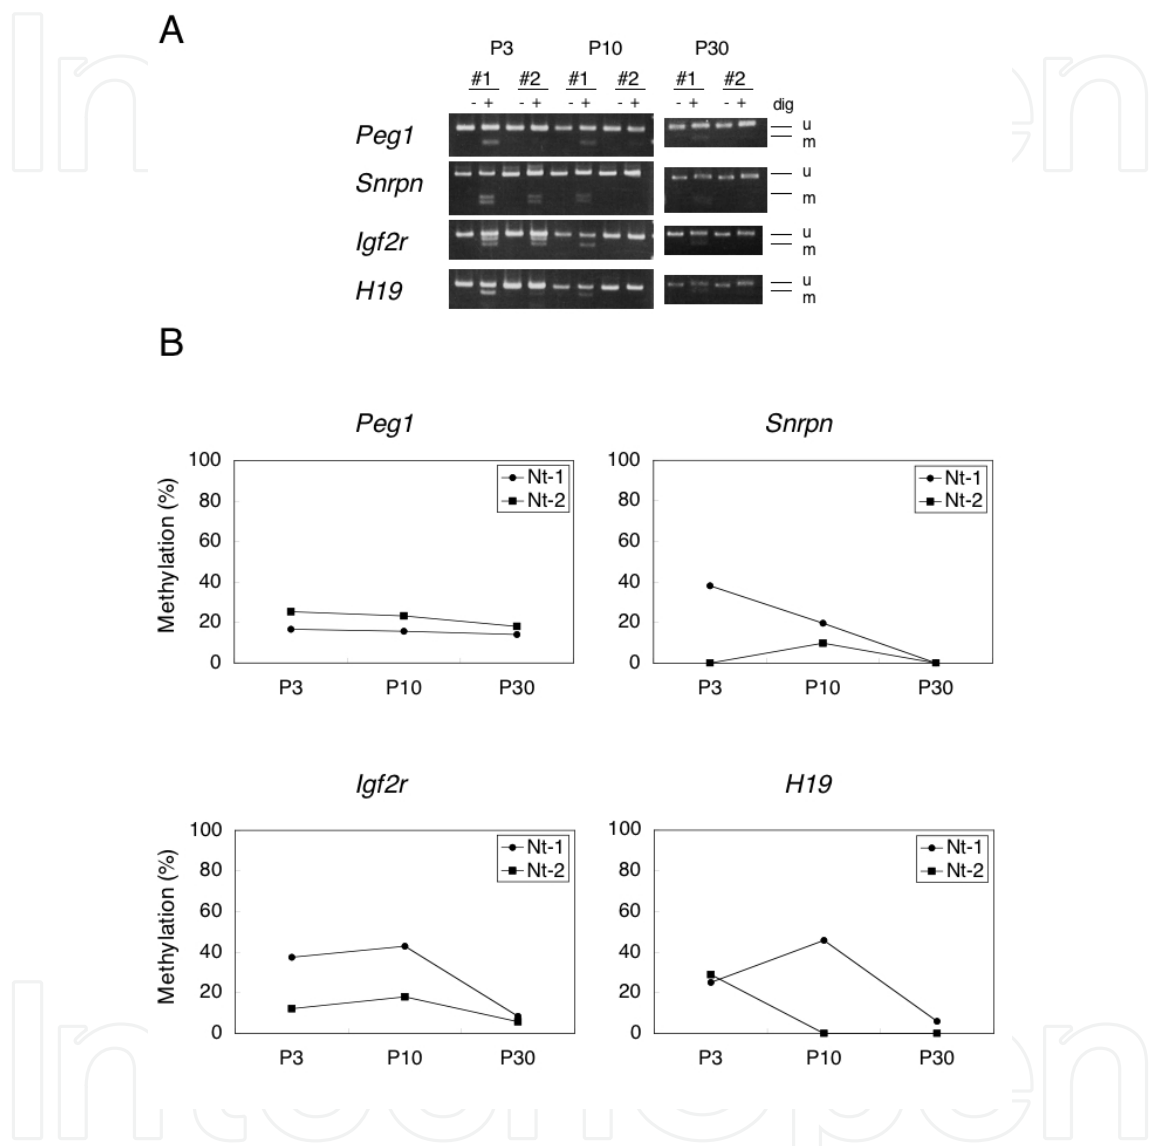 A
P3 P10 P30
#1 #2 #1 #2 #1 #2
- + - + - + - + - + - + dig
Peg1 u
m
Snrpn u
m
Igf2r u
m
H19 u
m
B
Peg1
Methylation (%)
100
80
60
40
20
0
P3 P10 P30
Nt-1
Nt-2
Snrpn
100
80
60
40
20
0
P3 P10 P30
Nt-1
Nt-2
Igf2r
Methylation (%)
100
80
60
40
20
0
P3 P10 P30
Nt-1
Nt-2
H19
100
80
60
40
20
0
P3 P10 P30
Nt-1
Nt-2